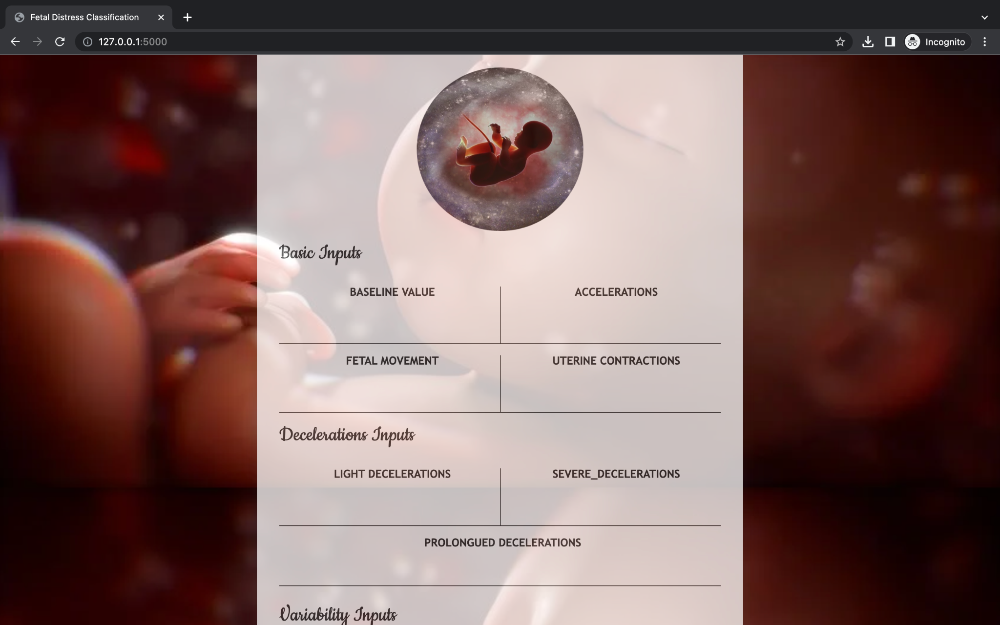 Fetal Distress Classification
127.0.0.1:5000
Incognito
Basic Inputs
BASELINE VALUE
ACCELERATIONS
FETAL MOVEMENT
UTERINE CONTRACTIONS
Decelerations Inputs
LIGHT DECELERATIONS
SEVERE_DECELERATIONS
PROLONGUED DECELERATIONS
Variability Inputs